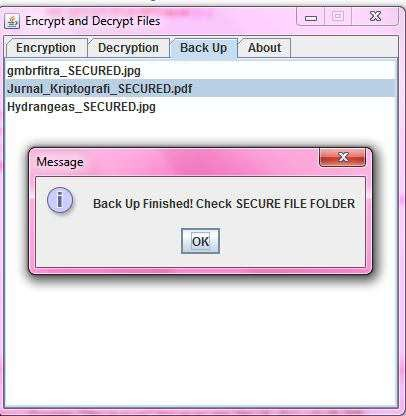 Encrypt and Decrypt Files
Encryption Decryption Back Up About
gmbrfitra_SECURED.jpg
Jurnal_Kriptografi_SECURED.pdf
Hydrangeas_SECURED.jpg
Message
Back Up Finished! Check SECURE FILE FOLDER
OK